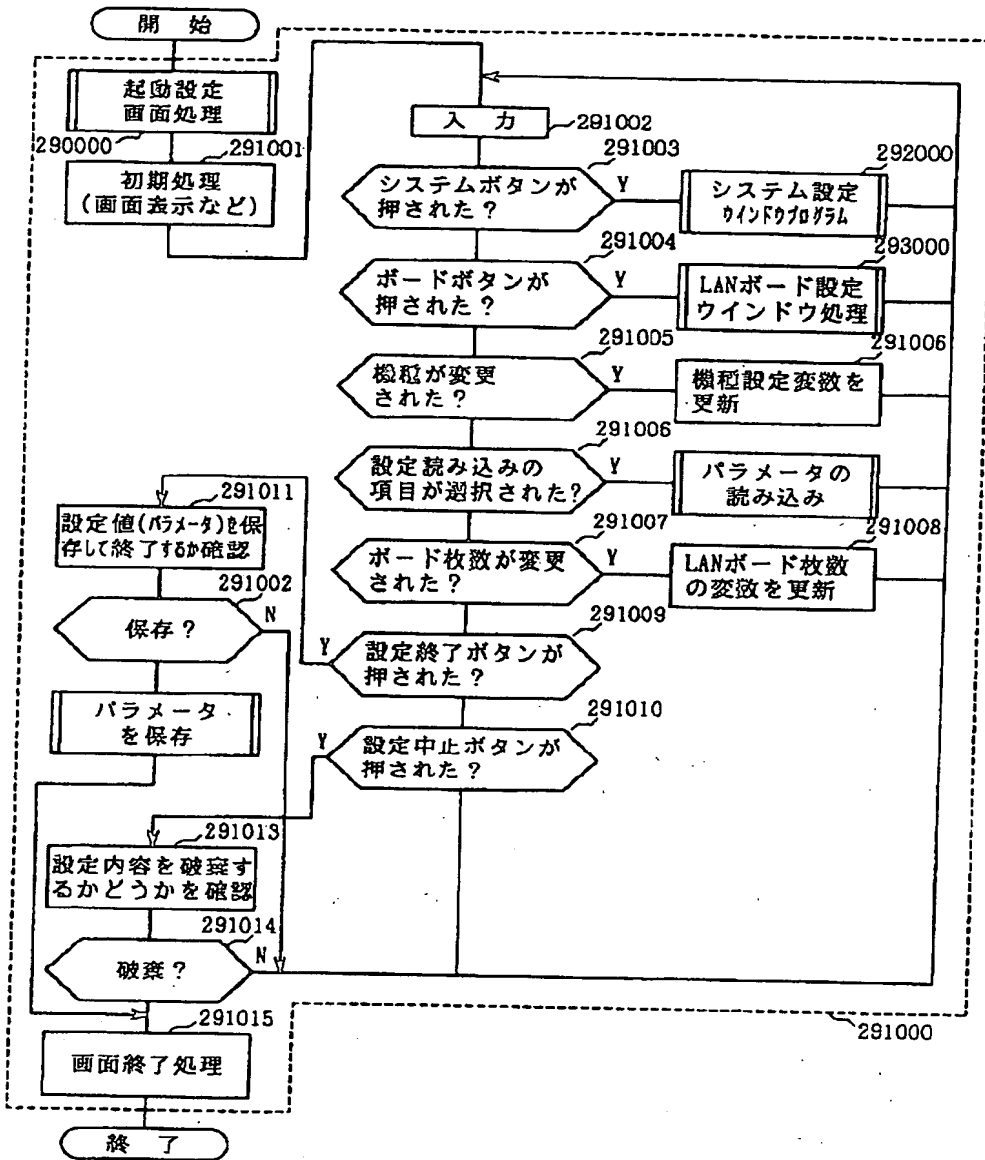 開始
起動設定
画面処理
290000
291001
初期処理
(画面表示など)
入力
291002
291003
システムボタンが
押された?
Y
292000
システム設定
ウインドウプログラム
291004
ボードボタンが
押された?
Y
293000
LANボード設定
ウインドウ処理
291005
機種が変更
された?
Y
291006
機種設定変数を
更新
291006
設定読み込みの
項目が選択された?
Y
パラメータの
読み込み
291007
ボード枚数が変更
された?
Y
291008
LANボード枚数
の変数を更新
291009
設定終了ボタンが
押された?
Y
291010
設定中止ボタンが
押された?
Y
291011
設定値(パラメータ)を保
存して終了するか確認
291002
保存?
N
パラメータ
を保存
291013
設定内容を破棄す
るかどうかを確認
291014
破棄?
N
291015
画面終了処理
291000
終了